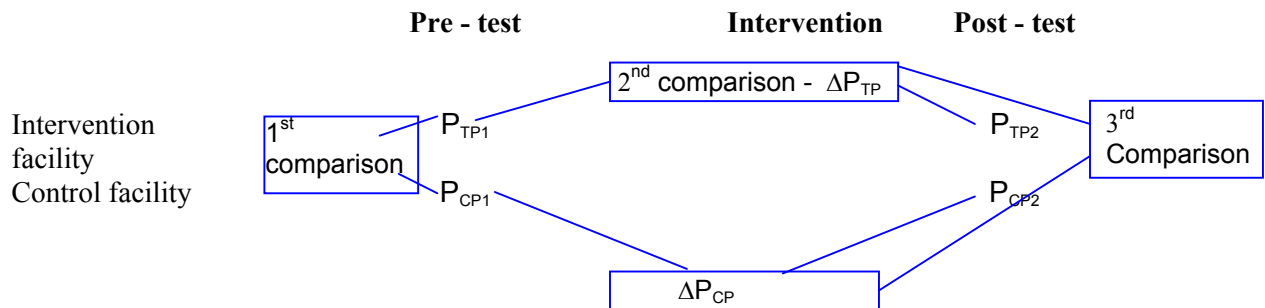 Pre - test Intervention Post - test
2nd comparison - ΔPTP
Intervention
facility
Control facility
1st
comparison
PTP1
PCP1
PTP2
PCP2
3rd
Comparison
ΔPCP